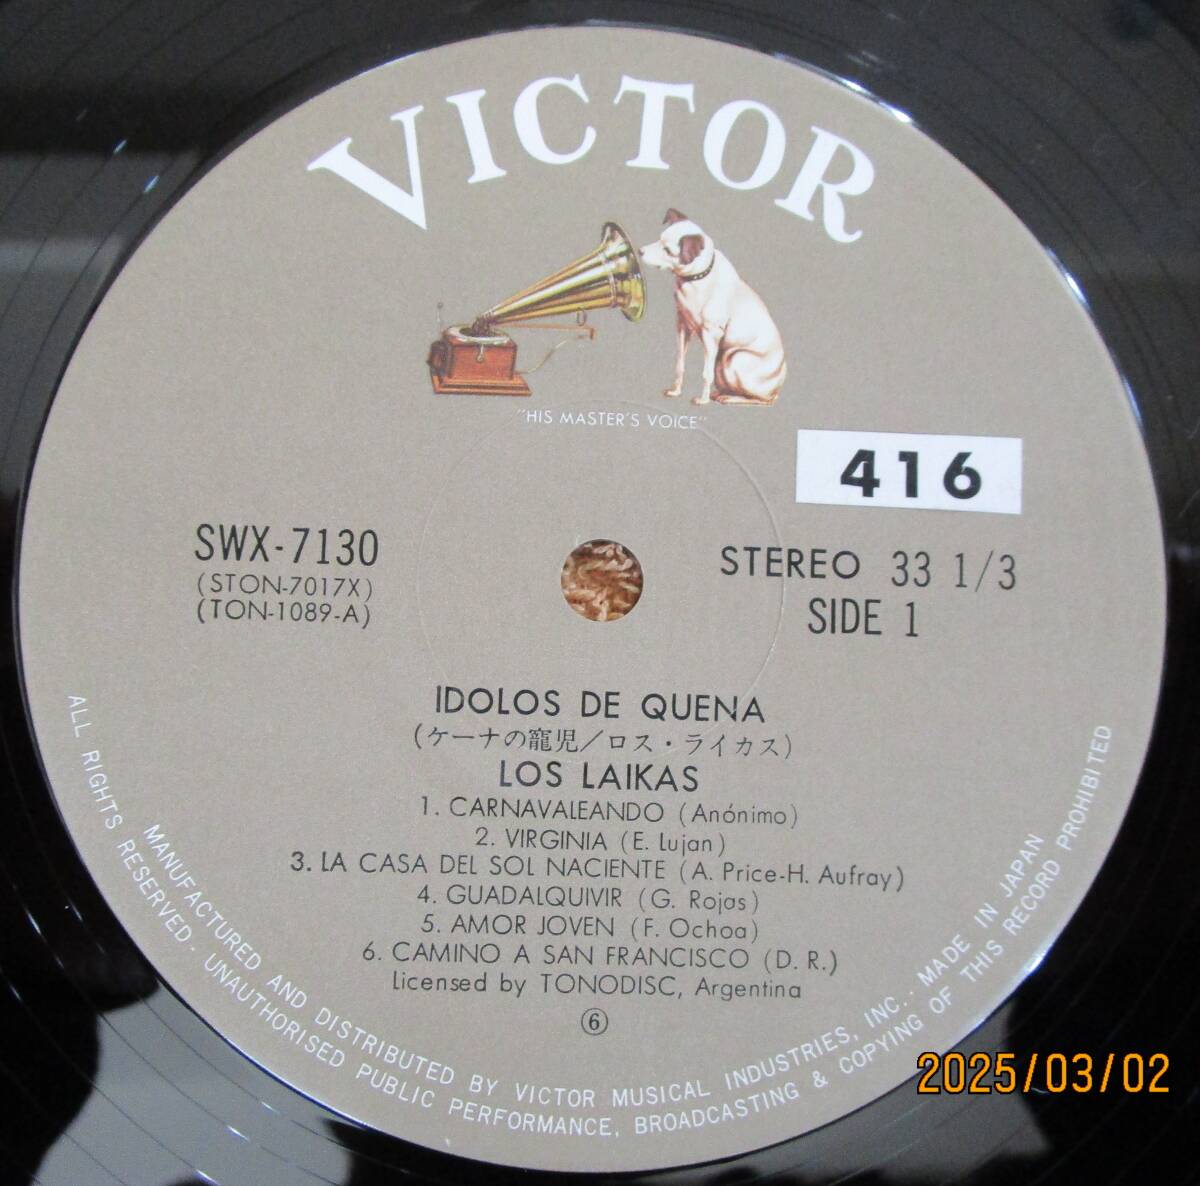 VICTOR
"HIS MASTER'S VOICE"
416
SWX-7130
(STON-7017X)
(TON-1089-A)
STEREO 33 1/3
SIDE 1
IDOLOS DE QUENA
(ケーナの寵児／ロス・ライカス)
LOS LAIKAS
1. CARNAVALEANDO (Anónimo)
2. VIRGINIA (E. Lujan)
3. LA CASA DEL SOL NACIENTE (A. Price-H. Aufray)
4. GUADALQUIVIR (G. Rojas)
5. AMOR JOVEN (F. Ochoa)
6. CAMINO A SAN FRANCISCO (D. R.)
Licensed by TONODISC, Argentina
⑥
MANUFACTURED AND DISTRIBUTED BY VICTOR MUSICAL INDUSTRIES, INC.. MADE IN JAPAN
ALL RIGHTS RESERVED. UNAUTHORISED PUBLIC PERFORMANCE. BROADCASTING & COPYING OF THIS RECORD PROHIBITED
2025/03/02